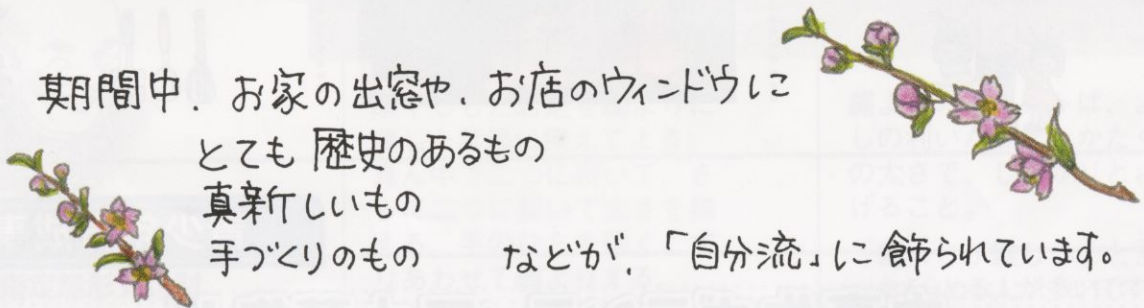 期間中、お家の出窓や、お店のウィンドウに
とても歴史のあるもの
真新しいもの
手づくりのもの　などが、「自分流」に飾られています。